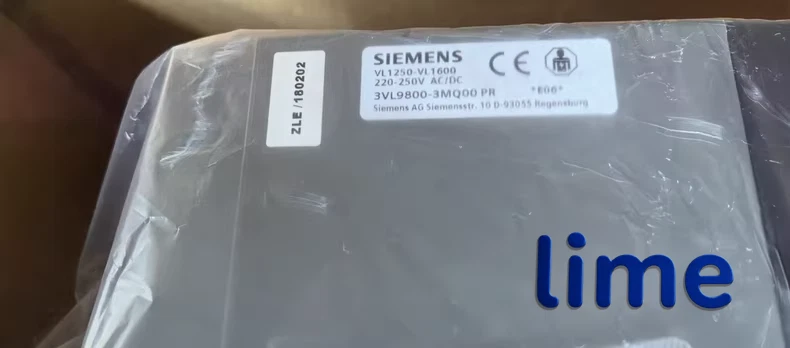 ZLE /180202
SIEMENS
VL1250-VL1600
220-250V AC/DC
3VL9800-3MQ00 PR *E06*
Siemens AG Siemensstr. 10 D-93055 Regensburg
CE
lime